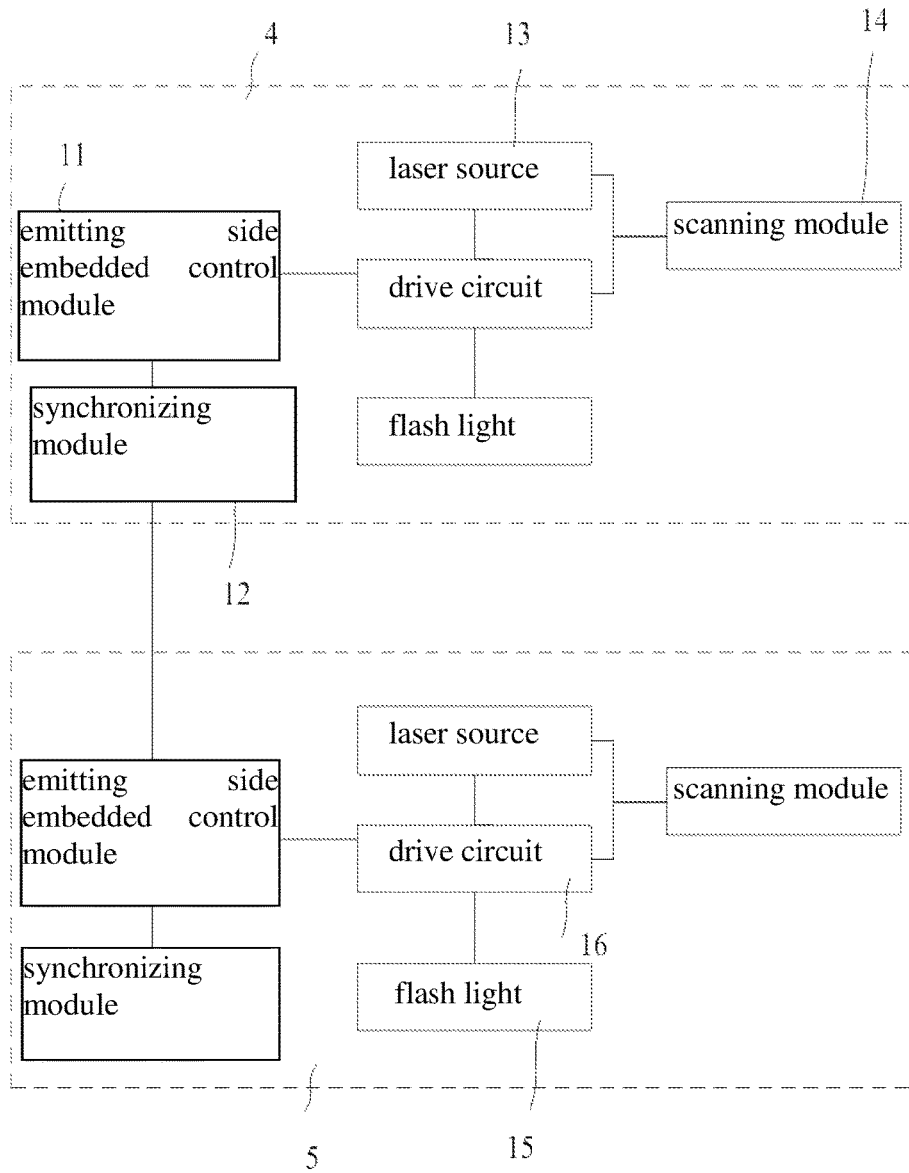 4
13
14
11
laser source
emitting side
embedded control
module
scanning module
drive circuit
synchronizing
module
flash light
12
laser source
emitting side
embedded control
module
scanning module
drive circuit
16
synchronizing
module
flash light
5
15